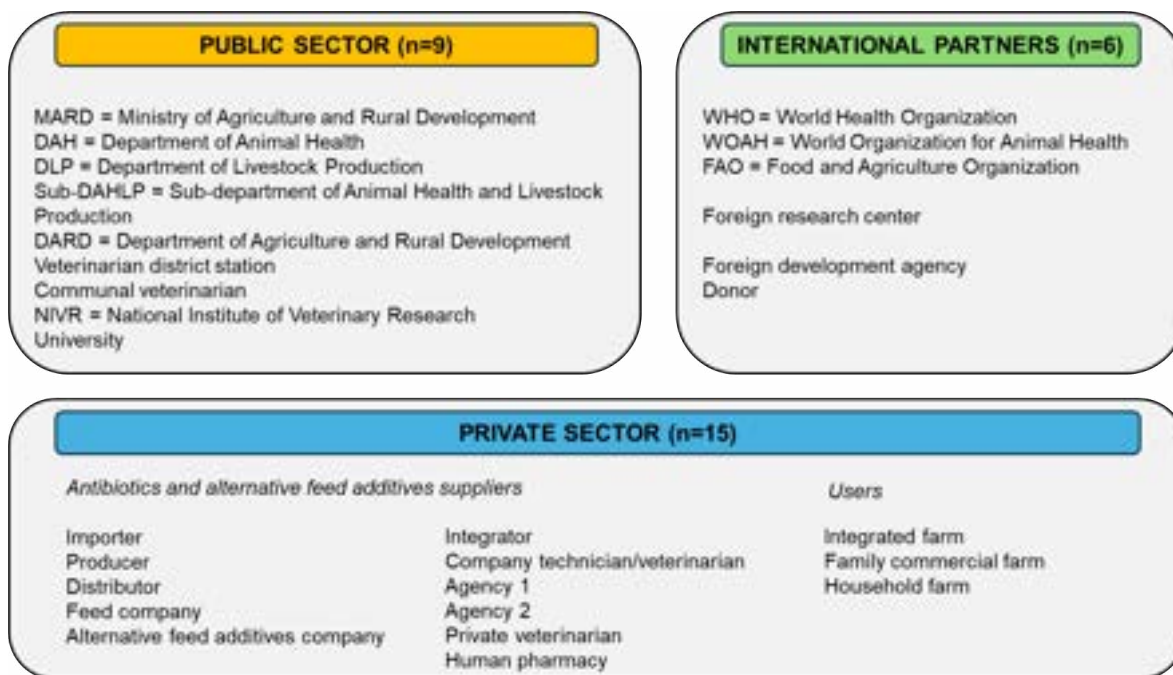 PUBLIC SECTOR (n=9)
MARD = Ministry of Agriculture and Rural Development
DAH = Department of Animal Health
DLP = Department of Livestock Production
Sub-DAHLP = Sub-department of Animal Health and Livestock
Production
DARD = Department of Agriculture and Rural Development
Veterinarian district station
Communal veterinarian
NIVR = National Institute of Veterinary Research
University
INTERNATIONAL PARTNERS (n=6)
WHO = World Health Organization
WOAH = World Organization for Animal Health
FAO = Food and Agriculture Organization
Foreign research center
Foreign development agency
Donor
PRIVATE SECTOR (n=15)
Antibiotics and alternative feed additives suppliers
Importer
Producer
Distributor
Feed company
Alternative feed additives company
Integrator
Company technician/veterinarian
Agency 1
Agency 2
Private veterinarian
Human pharmacy
Users
Integrated farm
Family commercial farm
Household farm